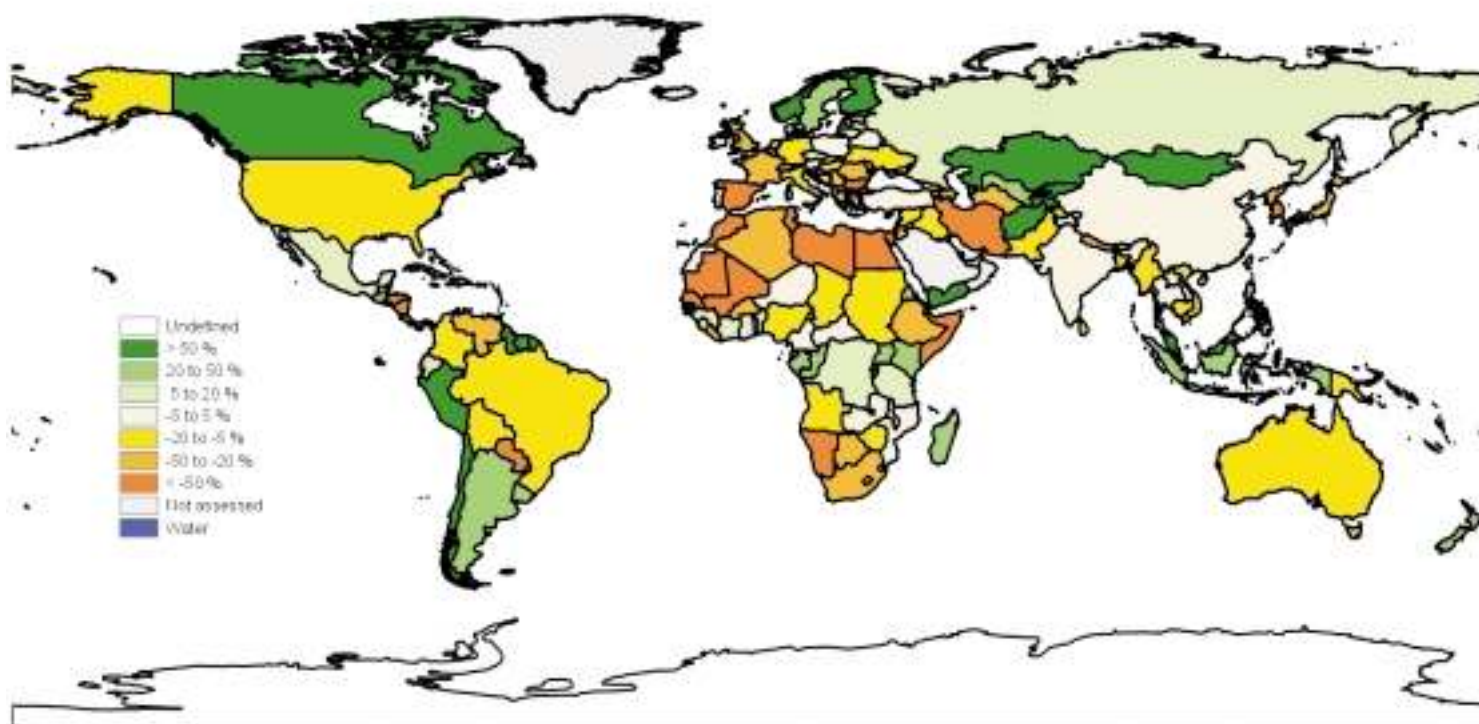 Undefined
> 50 %
20 to 50 %
5 to 20 %
-5 to 5 %
-20 to -5 %
-50 to -20 %
< -50 %
Not assessed
Water